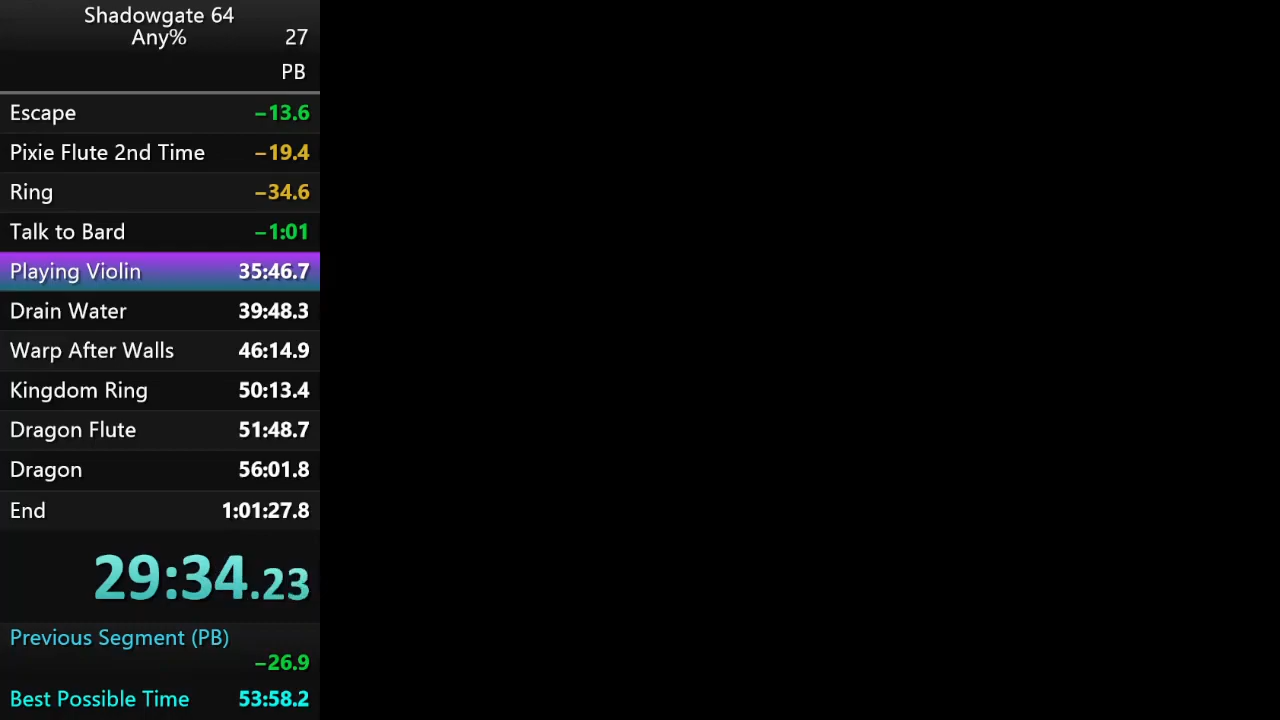 Shadowgate 64
Any% 27
PB
Escape −13.6
Pixie Flute 2nd Time −19.4
Ring −34.6
Talk to Bard −1:01
Playing Violin 35:46.7
Drain Water 39:48.3
Warp After Walls 46:14.9
Kingdom Ring 50:13.4
Dragon Flute 51:48.7
Dragon 56:01.8
End 1:01:27.8
29:34.23
Previous Segment (PB)
−26.9
Best Possible Time 53:58.2